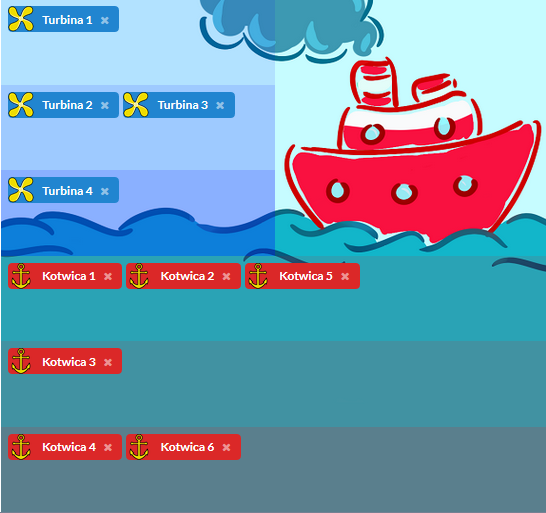 Turbina 1 ×
Turbina 2 × Turbina 3 ×
Turbina 4 ×
Kotwica 1 × Kotwica 2 × Kotwica 5 ×
Kotwica 3 ×
Kotwica 4 × Kotwica 6 ×